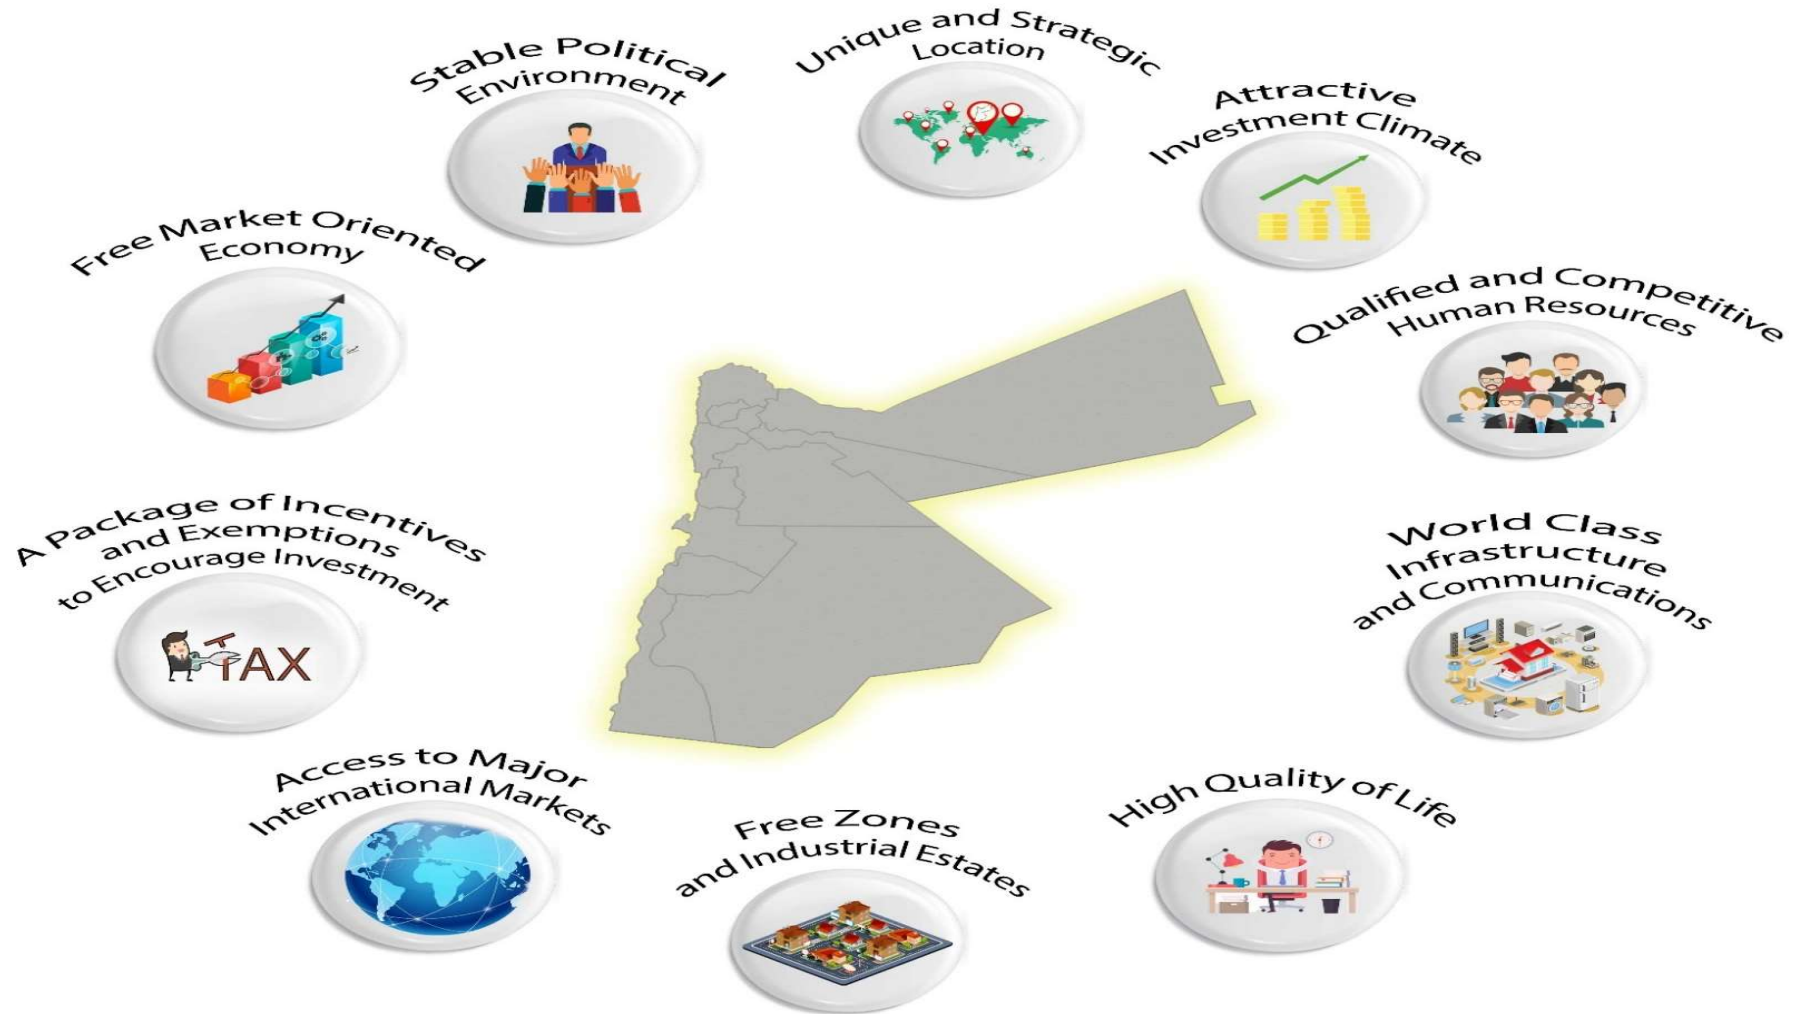 Unique and Strategic
Location
Stable Political
Environment
Attractive
Investment Climate
Free Market Oriented
Economy
Qualified and Competitive
Human Resources
A Package of Incentives
and Exemptions
to Encourage Investment
TAX
World Class
Infrastructure
and Communications
Access to Major
International Markets
High Quality of Life
Free Zones
and Industrial Estates